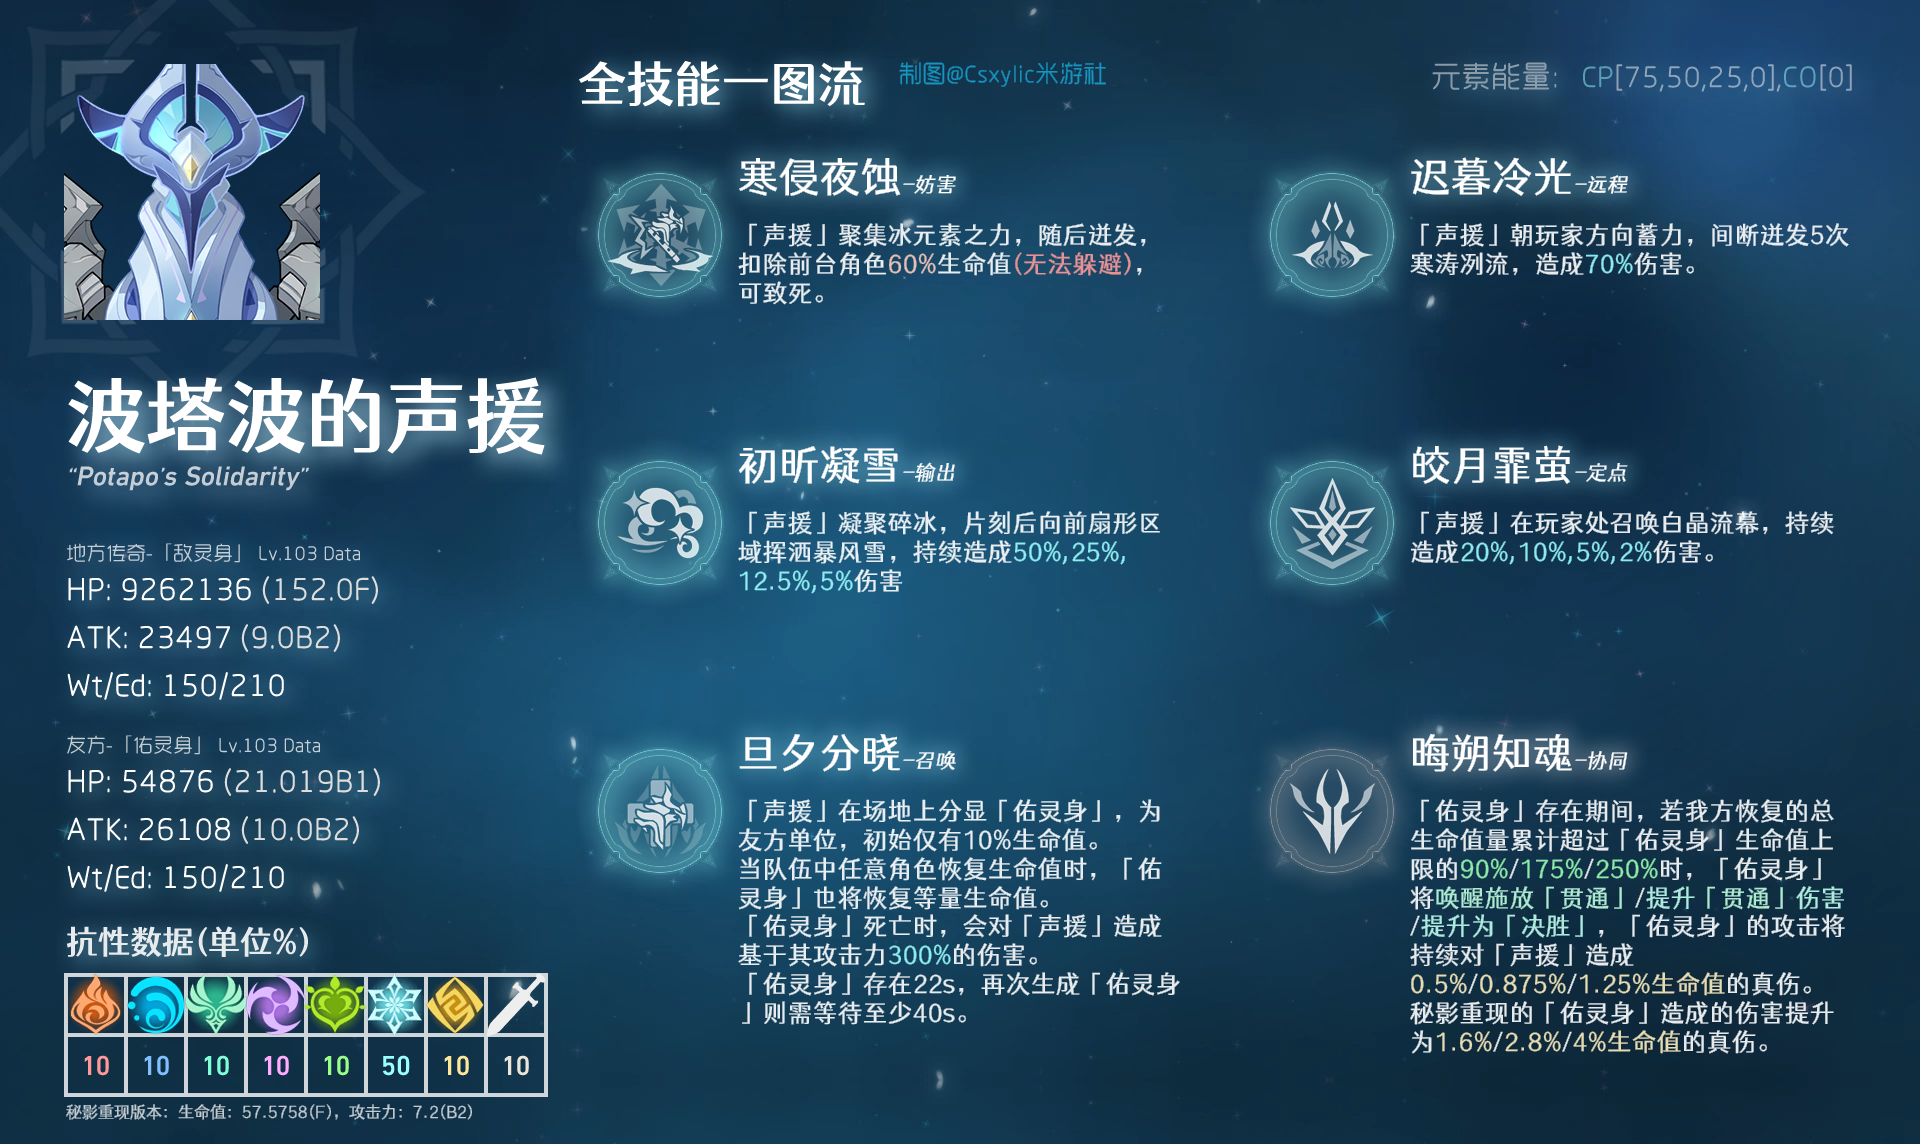 全技能一图流
制图@Csxylic米游社
元素能量： CP[75,50,25,0],CO[0]
波塔波的声援
“Potapo's Solidarity”
地方传奇-「敌灵身」 Lv.103 Data
HP: 9262136 (152.0F)
ATK: 23497 (9.0B2)
Wt/Ed: 150/210
友方-「佑灵身」 Lv.103 Data
HP: 54876 (21.019B1)
ATK: 26108 (10.0B2)
Wt/Ed: 150/210
抗性数据(单位%)
10 10 10 10 10 50 10 10
秘影重现版本：生命值：57.5758(F)，攻击力：7.2(B2)
寒侵夜蚀-妨害
「声援」聚集冰元素之力，随后迸发，
扣除前台角色60%生命值(无法躲避)，
可致死。
迟暮冷光-远程
「声援」朝玩家方向蓄力，间断迸发5次
寒涛冽流，造成70%伤害。
初昕凝雪-输出
「声援」凝聚碎冰，片刻后向前扇形区
域挥洒暴风雪，持续造成50%,25%,
12.5%,5%伤害
皎月霏萤-定点
「声援」在玩家处召唤白晶流幕，持续
造成20%,10%,5%,2%伤害。
旦夕分晓-召唤
「声援」在场地上分显「佑灵身」，为
友方单位，初始仅有10%生命值。
当队伍中任意角色恢复生命值时，「佑
灵身」也将恢复等量生命值。
「佑灵身」死亡时，会对「声援」造成
基于其攻击力300%的伤害。
「佑灵身」存在22s，再次生成「佑灵身
」则需等待至少40s。
晦朔知魂-协同
「佑灵身」存在期间，若我方恢复的总
生命值量累计超过「佑灵身」生命值上
限的90%/175%/250%时，「佑灵身」
将唤醒施放「贯通」/提升「贯通」伤害
/提升为「决胜」，「佑灵身」的攻击将
持续对「声援」造成
0.5%/0.875%/1.25%生命值的真伤。
秘影重现的「佑灵身」造成的伤害提升
为1.6%/2.8%/4%生命值的真伤。